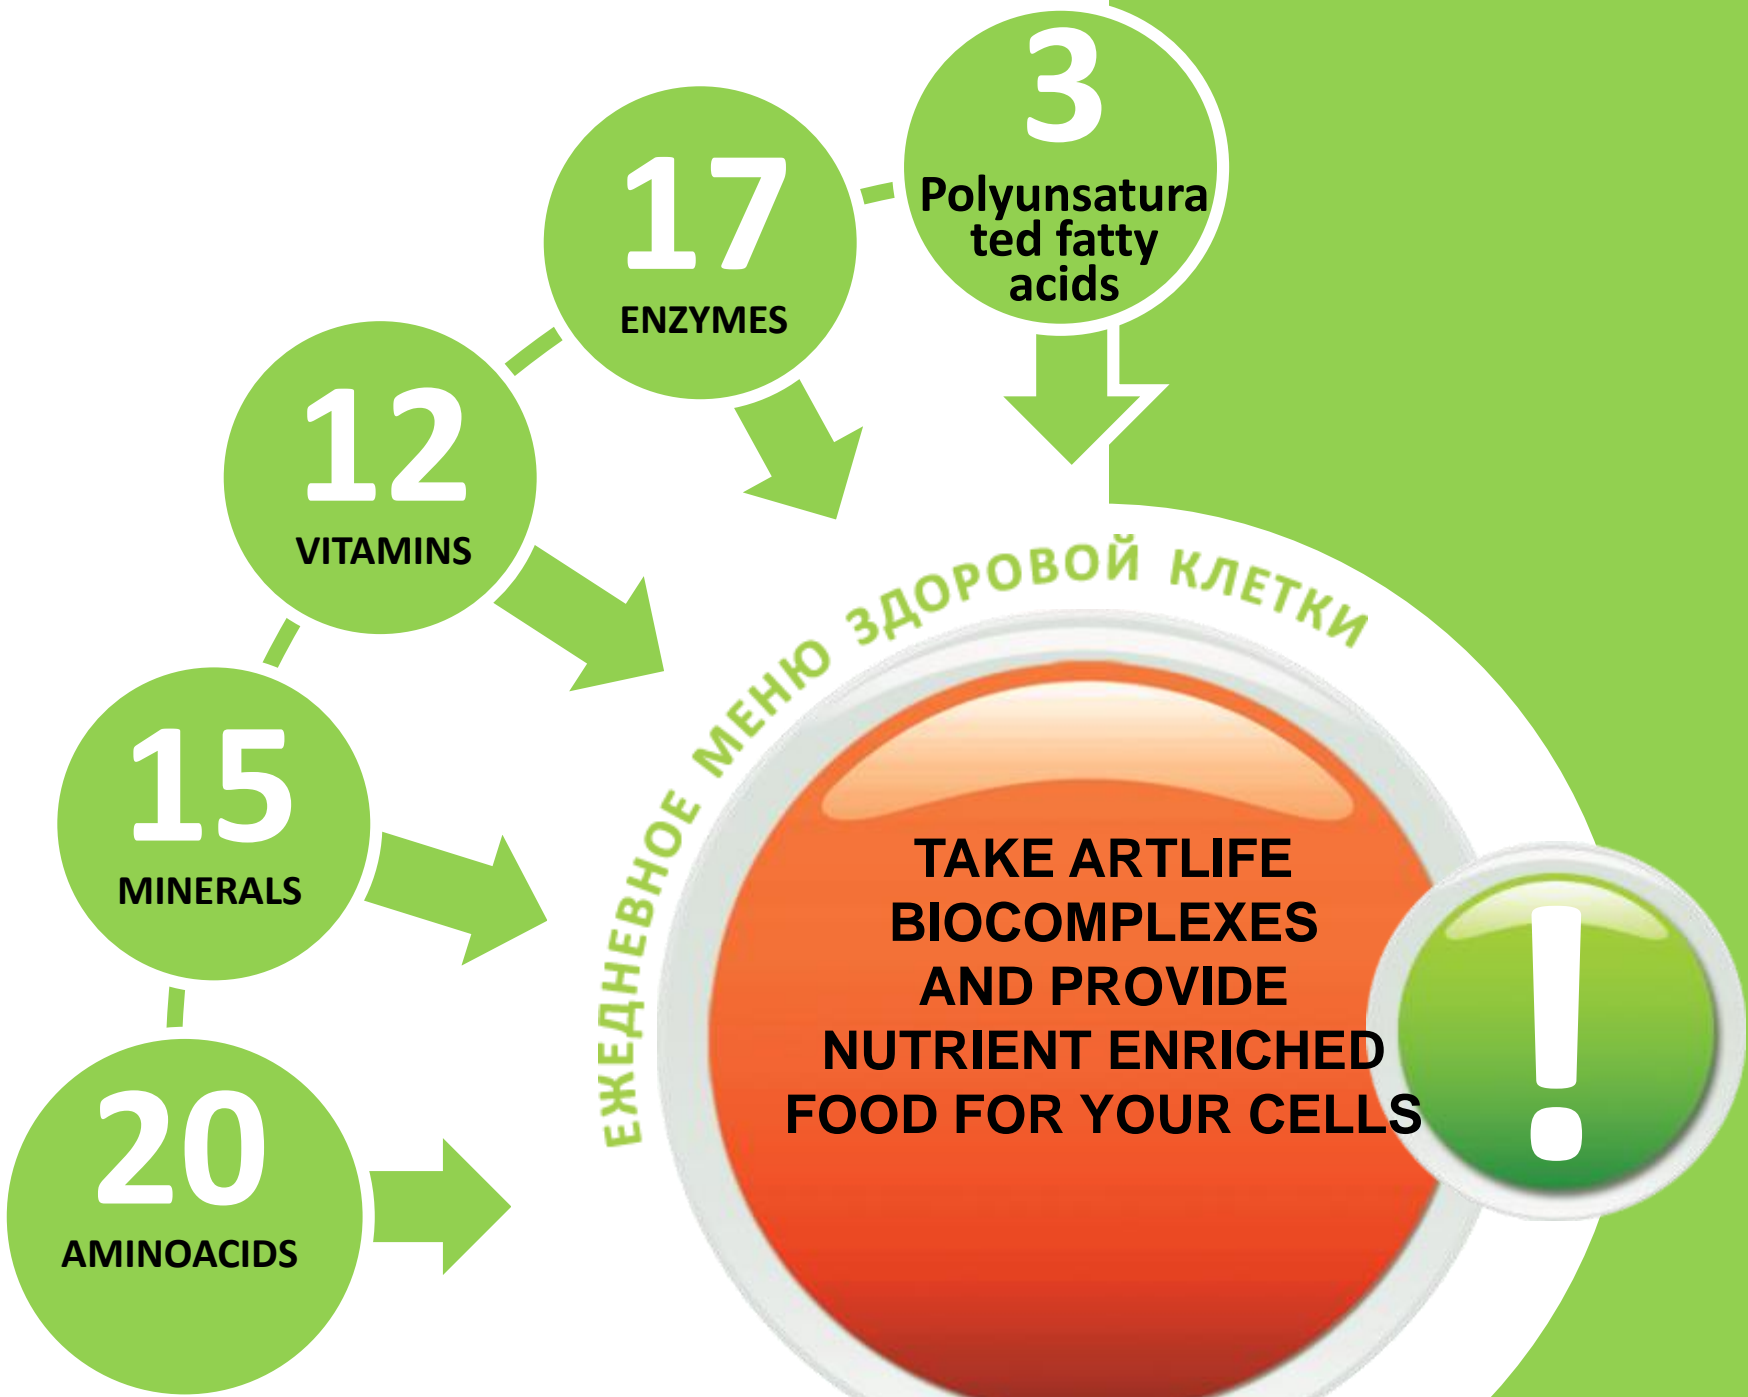 3
Polyunsatura
ted fatty
acids
17
ENZYMES
12
VITAMINS
15
MINERALS
20
AMINOACIDS
ЕЖЕДНЕВНОЕ МЕНЮ ЗДОРОВОЙ КЛЕТКИ
TAKE ARTLIFE
BIOCOMPLEXES
AND PROVIDE
NUTRIENT ENRICHED
FOOD FOR YOUR CELLS
!